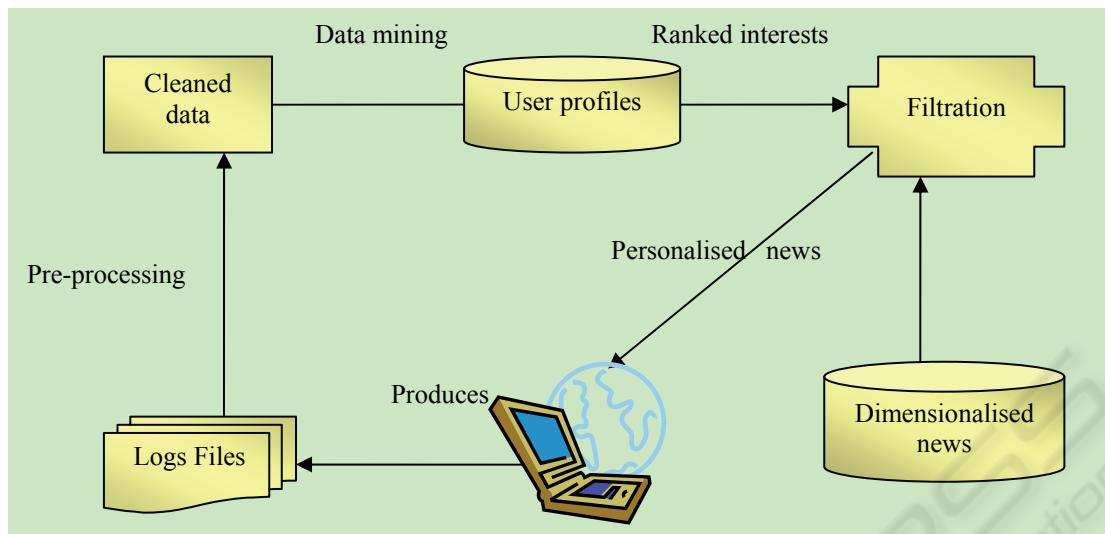 Data mining
Ranked interests
Cleaned
data
User profiles
Filtration
Personalised news
Pre-processing
Produces
Logs Files
Dimensionalised
news